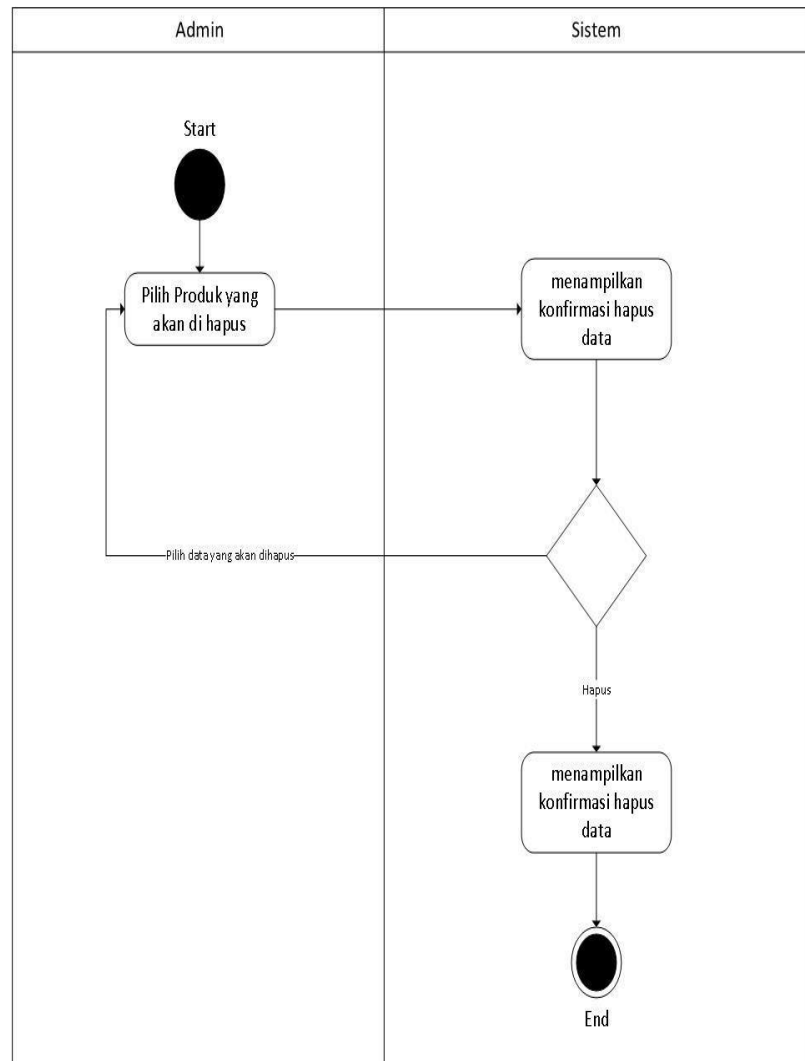 Admin
Sistem
Start
Pilih Produk yang
akan di hapus
menampilkan
konfirmasi hapus
data
Pilih data yang akan dihapus
Hapus
menampilkan
konfirmasi hapus
data
End